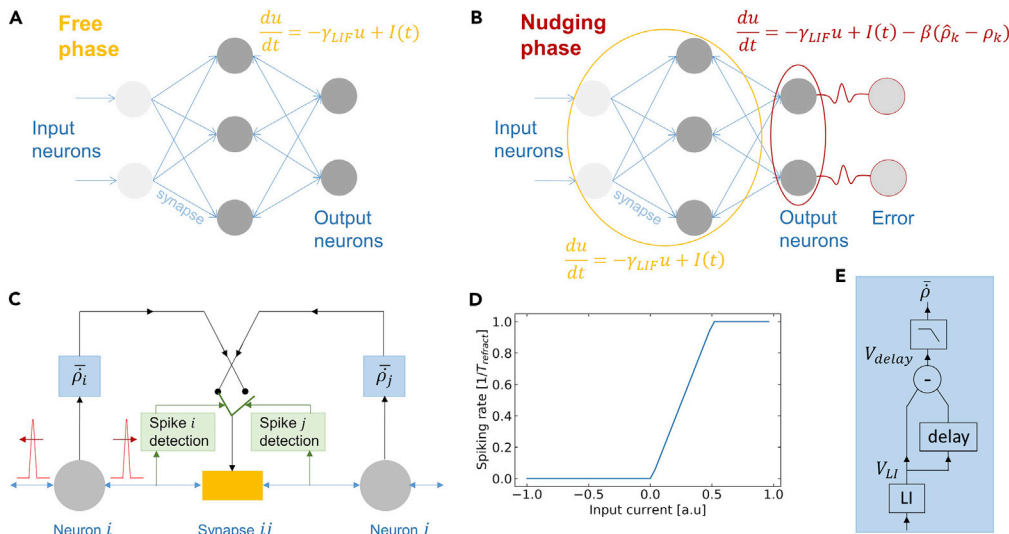 A
Free
phase
du/dt = −γ_LIF u + I(t)
Input
neurons
synapse
Output
neurons
B
Nudging
phase
du/dt = −γ_LIF u + I(t) − β(ρ̂_k − ρ_k)
Input
neurons
synapse
Output
neurons
Error
du/dt = −γ_LIF u + I(t)
C
ρ̇̅_i
ρ̇̅_j
Spike i
detection
Spike j
detection
Neuron i
Synapse ij
Neuron j
D
Spiking rate [1/T_refract]
1.0
0.8
0.6
0.4
0.2
0.0
−1.0 −0.5 0.0 0.5 1.0
Input current [a.u]
E
ρ̇̅
V_delay
-
delay
V_LI
LI